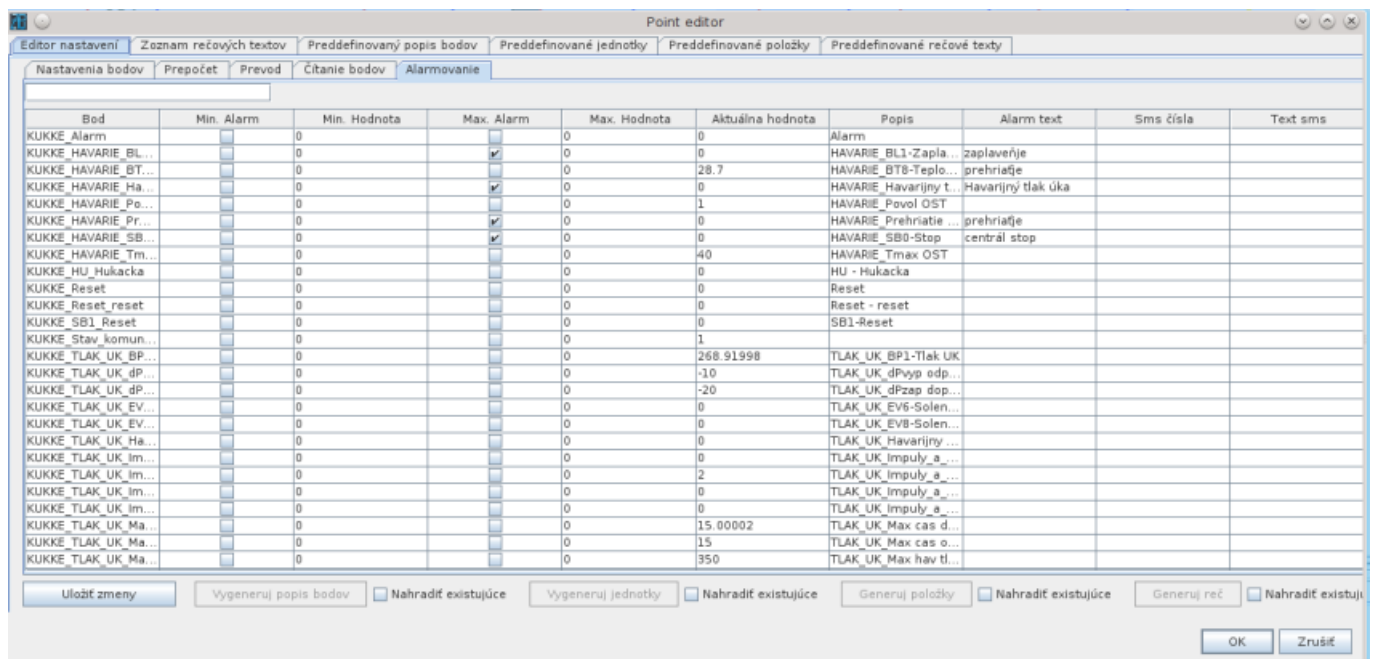 Point editor
Editor nastavení Zoznam rečových textov Preddefinovaný popis bodov Preddefinované jednotky Preddefinované položky Preddefinované rečové texty
Nastavenia bodov Prepočet Prevod Čítanie bodov Alarmovanie
Bod Min. Alarm Min. Hodnota Max. Alarm Max. Hodnota Aktuálna hodnota Popis Alarm text Sms čísla Text sms
KUKKE_Alarm 0 0 0 Alarm
KUKKE_HAVARIE_BL... 0 0 0 HAVARIE_BL1-Zapla... zaplaveňje
KUKKE_HAVARIE_BT... 0 0 28.7 HAVARIE_BT8-Teplo... prehriaťje
KUKKE_HAVARIE_Ha... 0 0 0 HAVARIE_Havarijny t... Havarijný tlak úka
KUKKE_HAVARIE_Po... 0 0 1 HAVARIE_Povol OST
KUKKE_HAVARIE_Pr... 0 0 0 HAVARIE_Prehriatie ... prehriaťje
KUKKE_HAVARIE_SB... 0 0 0 HAVARIE_SB0-Stop centrál stop
KUKKE_HAVARIE_Tm... 0 0 40 HAVARIE_Tmax OST
KUKKE_HU_Hukacka 0 0 0 HU - Hukacka
KUKKE_Reset 0 0 0 Reset
KUKKE_Reset_reset 0 0 0 Reset - reset
KUKKE_SB1_Reset 0 0 0 SB1-Reset
KUKKE_Stav_komun... 0 0 1
KUKKE_TLAK_UK_BP... 0 0 268.91998 TLAK_UK_BP1-Tlak UK
KUKKE_TLAK_UK_dP... 0 0 -10 TLAK_UK_dPvyp odp...
KUKKE_TLAK_UK_dP... 0 0 -20 TLAK_UK_dPzap dop...
KUKKE_TLAK_UK_EV... 0 0 0 TLAK_UK_EV6-Solen...
KUKKE_TLAK_UK_EV... 0 0 0 TLAK_UK_EV8-Solen...
KUKKE_TLAK_UK_Ha... 0 0 0 TLAK_UK_Havarijny ...
KUKKE_TLAK_UK_Im... 0 0 0 TLAK_UK_Impuly_a_...
KUKKE_TLAK_UK_Im... 0 0 2 TLAK_UK_Impuly_a_...
KUKKE_TLAK_UK_Im... 0 0 0 TLAK_UK_Impuly_a_...
KUKKE_TLAK_UK_Im... 0 0 0 TLAK_UK_Impuly_a_...
KUKKE_TLAK_UK_Ma... 0 0 15.00002 TLAK_UK_Max cas d...
KUKKE_TLAK_UK_Ma... 0 0 15 TLAK_UK_Max cas o...
KUKKE_TLAK_UK_Ma... 0 0 350 TLAK_UK_Max hav tl...
Uložiť zmeny Vygeneruj popis bodov Nahradiť existujúce Vygeneruj jednotky Nahradiť existujúce Generuj položky Nahradiť existujúce Generuj reč Nahradiť existuj
OK Zrušiť